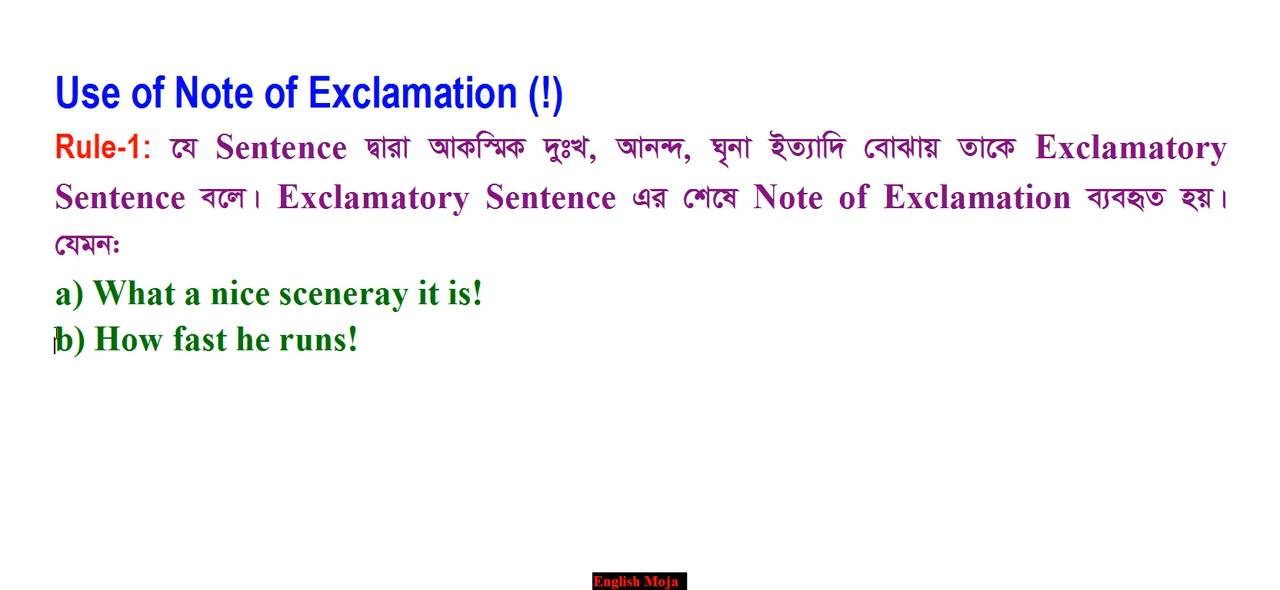 Use of Note of Exclamation (!)
Rule-1: যে Sentence দ্বারা আকস্মিক দুঃখ, আনন্দ, ঘৃনা ইত্যাদি বোঝায় তাকে Exclamatory
Sentence বলে। Exclamatory Sentence এর শেষে Note of Exclamation ব্যবহৃত হয়।
যেমন:
a) What a nice sceneray it is!
b) How fast he runs!
English Moja